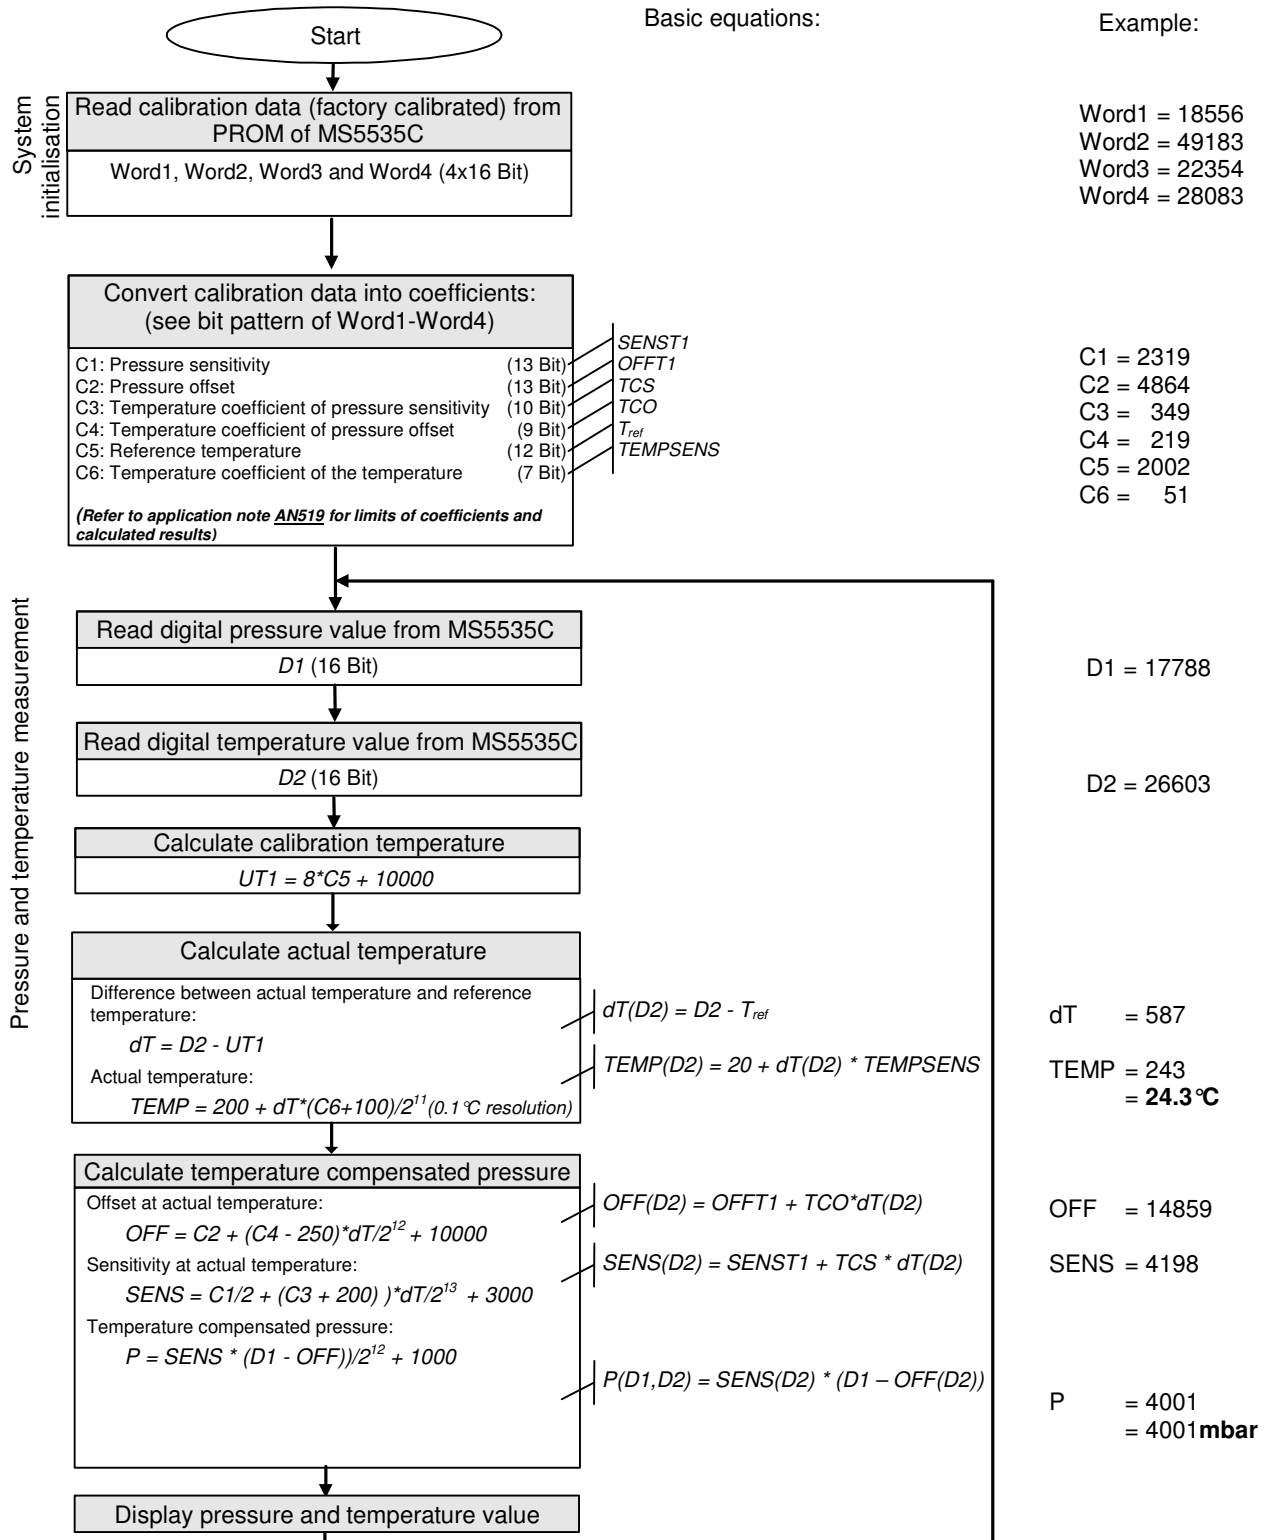 Basic equations:
Example:
Start
System
initialisation
Read calibration data (factory calibrated) from
PROM of MS5535C
Word1, Word2, Word3 and Word4 (4x16 Bit)
Word1 = 18556
Word2 = 49183
Word3 = 22354
Word4 = 28083
Convert calibration data into coefficients:
(see bit pattern of Word1-Word4)
C1: Pressure sensitivity (13 Bit) SENST1
C2: Pressure offset (13 Bit) OFFT1
C3: Temperature coefficient of pressure sensitivity (10 Bit) TCS
C4: Temperature coefficient of pressure offset (9 Bit) TCO
C5: Reference temperature (12 Bit) Tref
C6: Temperature coefficient of the temperature (7 Bit) TEMPSENS
(Refer to application note AN519 for limits of coefficients and
calculated results)
C1 = 2319
C2 = 4864
C3 = 349
C4 = 219
C5 = 2002
C6 = 51
Pressure and temperature measurement
Read digital pressure value from MS5535C
D1 (16 Bit)
D1 = 17788
Read digital temperature value from MS5535C
D2 (16 Bit)
D2 = 26603
Calculate calibration temperature
UT1 = 8*C5 + 10000
Calculate actual temperature
Difference between actual temperature and reference
temperature:
dT = D2 - UT1
dT(D2) = D2 - Tref
dT = 587
Actual temperature:
TEMP = 200 + dT*(C6+100)/2¹¹(0.1°C resolution)
TEMP(D2) = 20 + dT(D2) * TEMPSENS
TEMP = 243
= 24.3°C
Calculate temperature compensated pressure
Offset at actual temperature:
OFF = C2 + (C4 - 250)*dT/2¹² + 10000
OFF(D2) = OFFT1 + TCO*dT(D2)
OFF = 14859
Sensitivity at actual temperature:
SENS = C1/2 + (C3 + 200) )*dT/2¹³ + 3000
SENS(D2) = SENST1 + TCS * dT(D2)
SENS = 4198
Temperature compensated pressure:
P = SENS * (D1 - OFF))/2¹² + 1000
P(D1,D2) = SENS(D2) * (D1 – OFF(D2))
P = 4001
= 4001mbar
Display pressure and temperature value